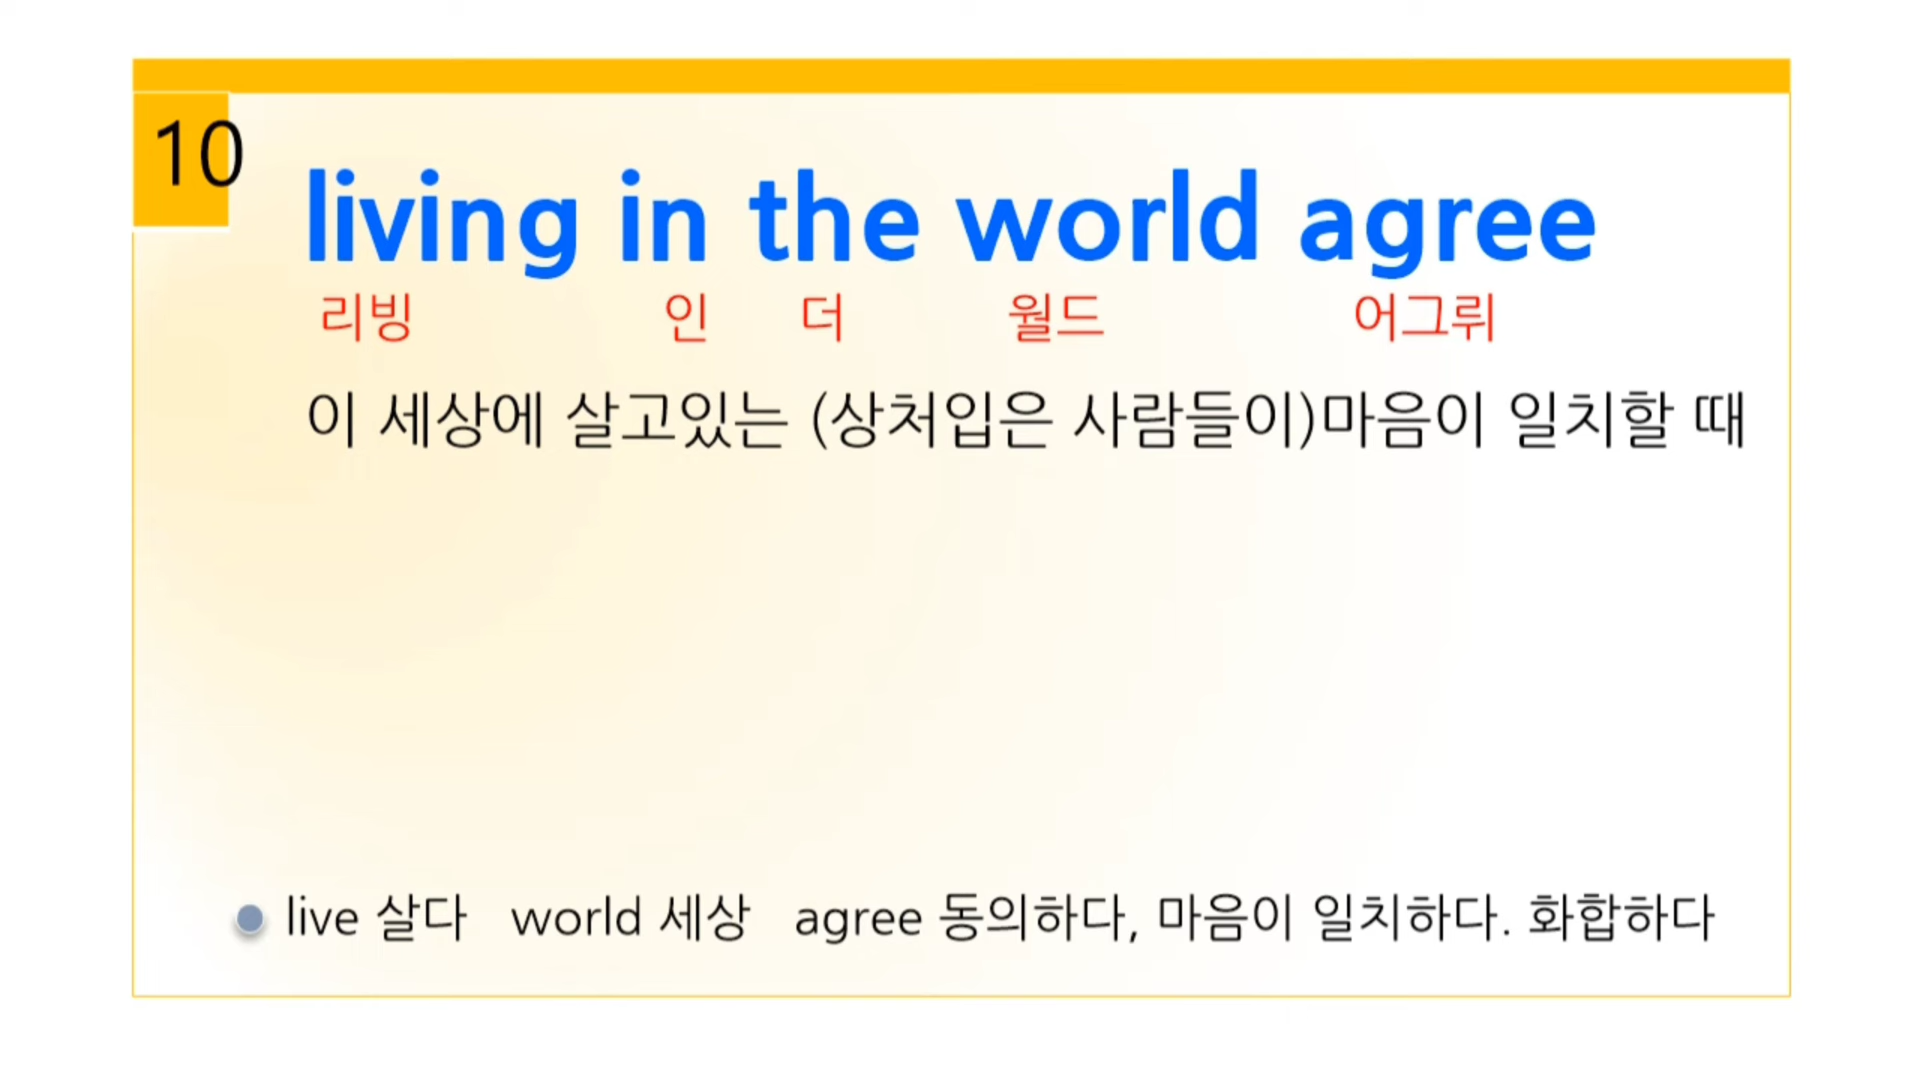 10
living in the world agree
리빙 인 더 월드 어그뤼
이 세상에 살고있는 (상처입은 사람들이)마음이 일치할 때
live 살다 world 세상 agree 동의하다, 마음이 일치하다. 화합하다